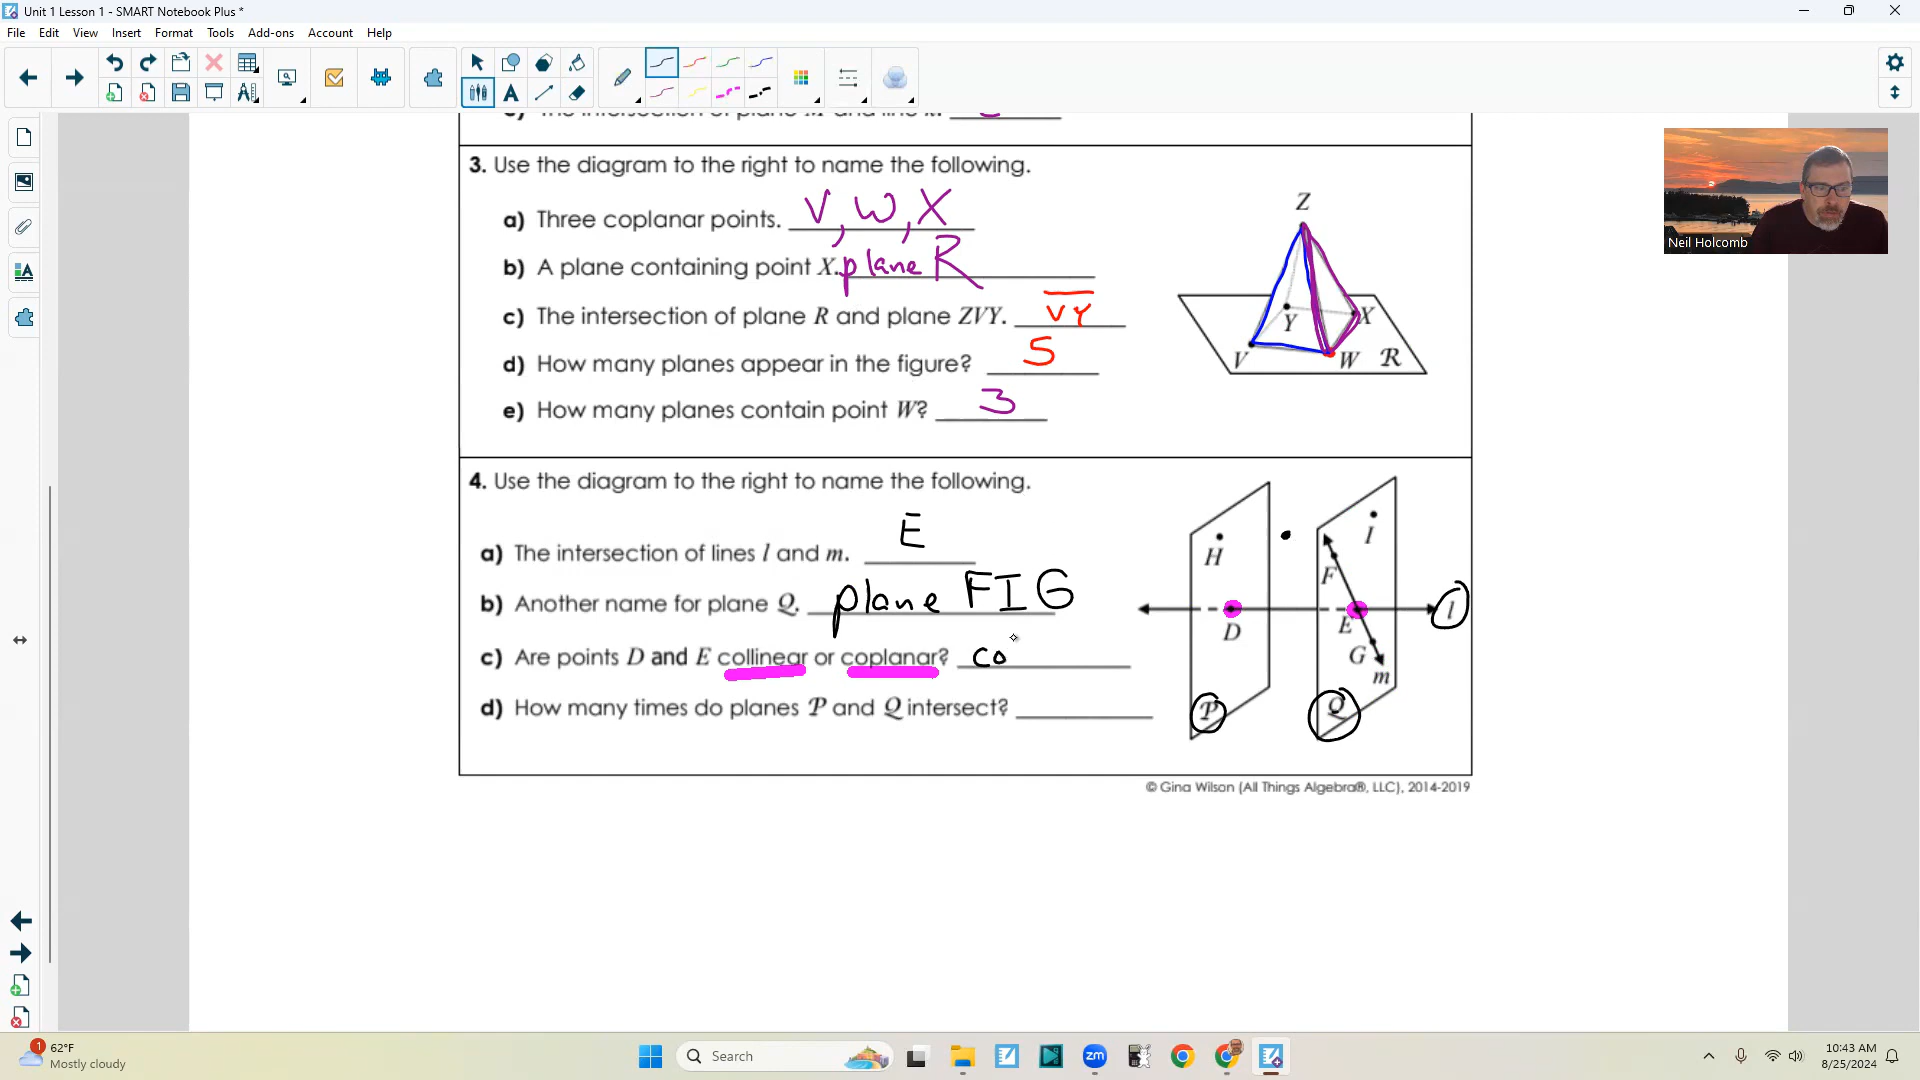 Unit 1 Lesson 1 - SMART Notebook Plus *
File Edit View Insert Format Tools Add-ons Account Help
3. Use the diagram to the right to name the following.
a) Three coplanar points. V, W, X
b) A plane containing point X. plane R
c) The intersection of plane R and plane ZVY. VY
d) How many planes appear in the figure? 5
e) How many planes contain point W? 3
Z
Y
X
V
W
R
4. Use the diagram to the right to name the following.
a) The intersection of lines l and m. E
b) Another name for plane Q. plane FIG
c) Are points D and E collinear or coplanar? co
d) How many times do planes P and Q intersect?
H
I
F
D
E
l
G
m
P
Q
© Gina Wilson (All Things Algebra®, LLC), 2014-2019
Neil Holcomb
1
62°F
Mostly cloudy
Search
zm
10:43 AM
8/25/2024